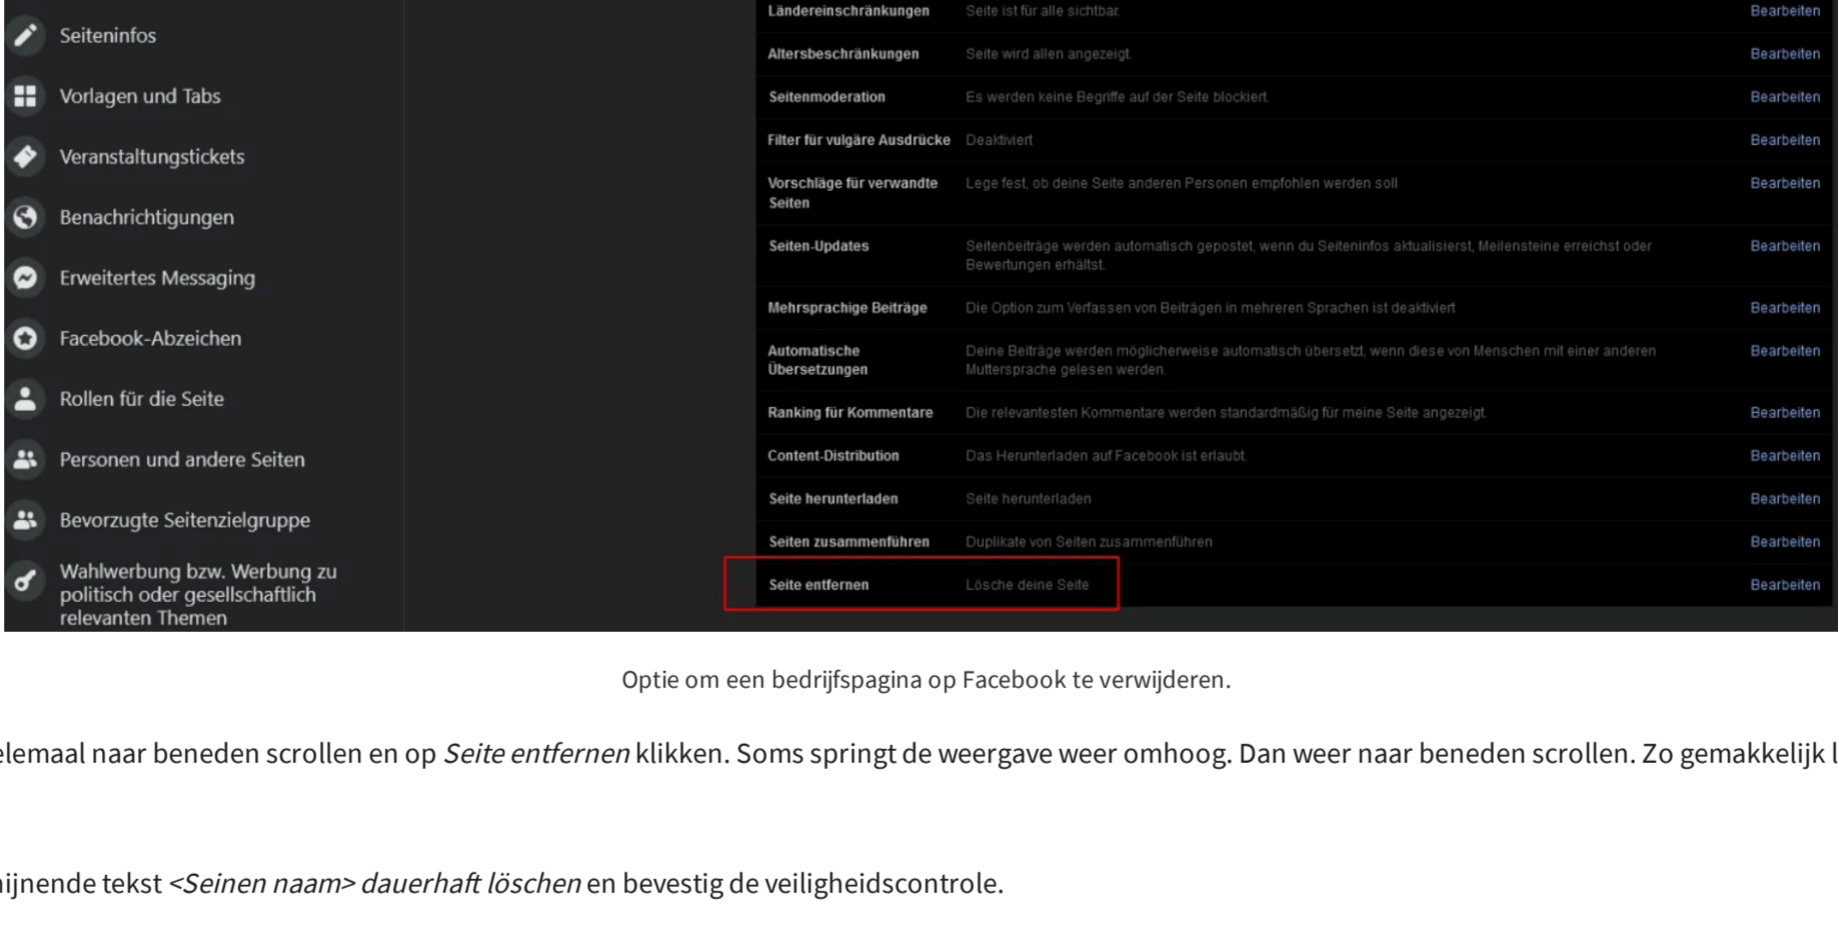 Seiteninfos
Vorlagen und Tabs
Veranstaltungstickets
Benachrichtigungen
Erweitertes Messaging
Facebook-Abzeichen
Rollen für die Seite
Personen und andere Seiten
Bevorzugte Seitenzielgruppe
Wahlwerbung bzw. Werbung zu
politisch oder gesellschaftlich
relevanten Themen
Ländereinschränkungen Seite ist für alle sichtbar. Bearbeiten
Altersbeschränkungen Seite wird allen angezeigt. Bearbeiten
Seitenmoderation Es werden keine Begriffe auf der Seite blockiert. Bearbeiten
Filter für vulgäre Ausdrücke Deaktiviert Bearbeiten
Vorschläge für verwandte Lege fest, ob deine Seite anderen Personen empfohlen werden soll Bearbeiten
Seiten
Seiten-Updates Seitenbeiträge werden automatisch gepostet, wenn du Seiteninfos aktualisierst, Meilensteine erreichst oder Bearbeiten
Bewertungen erhältst.
Mehrsprachige Beiträge Die Option zum Verfassen von Beiträgen in mehreren Sprachen ist deaktiviert Bearbeiten
Automatische Deine Beiträge werden möglicherweise automatisch übersetzt, wenn diese von Menschen mit einer anderen Bearbeiten
Übersetzungen Muttersprache gelesen werden.
Ranking für Kommentare Die relevantesten Kommentare werden standardmäßig für meine Seite angezeigt. Bearbeiten
Content-Distribution Das Herunterladen auf Facebook ist erlaubt. Bearbeiten
Seite herunterladen Seite herunterladen Bearbeiten
Seiten zusammenführen Duplikate von Seiten zusammenführen Bearbeiten
Seite entfernen Lösche deine Seite Bearbeiten
Optie om een bedrijfspagina op Facebook te verwijderen.
elemaal naar beneden scrollen en op Seite entfernen klikken. Soms springt de weergave weer omhoog. Dan weer naar beneden scrollen. Zo gemakkelijk l
ijnende tekst <Seinen naam> dauerhaft löschen en bevestig de veiligheidscontrole.